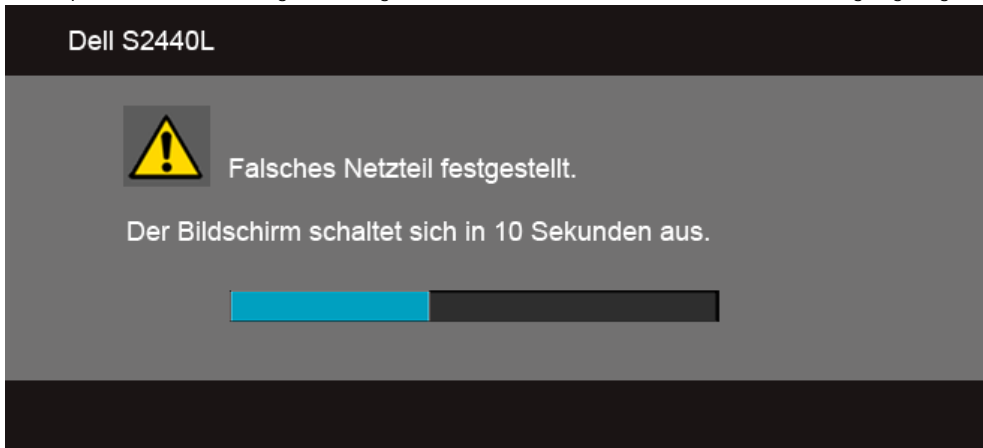 Dell S2440L
Falsches Netzteil festgestellt.
Der Bildschirm schaltet sich in 10 Sekunden aus.